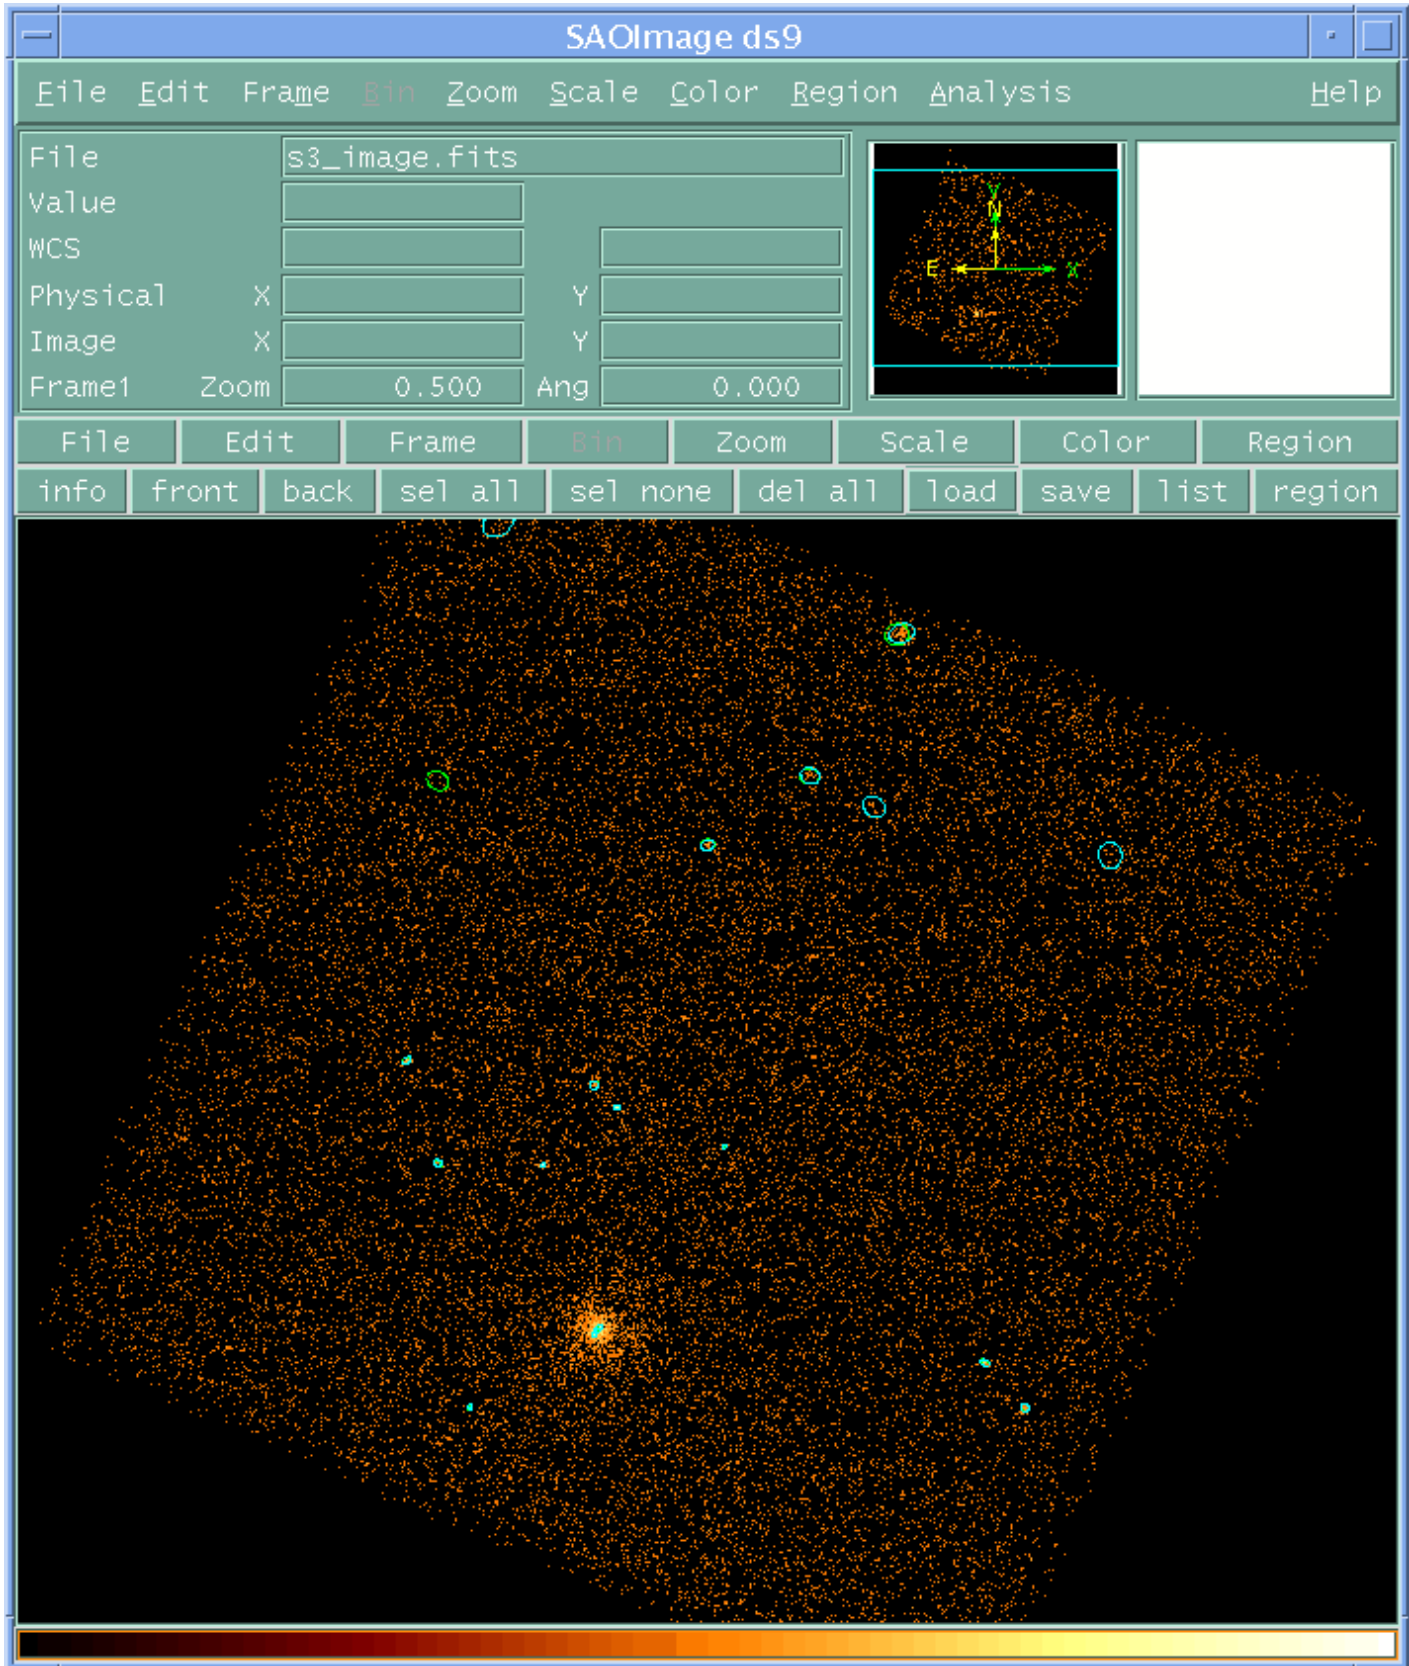 SAOImage ds9
File Edit Frame Bin Zoom Scale Color Region Analysis Help
File s3_image.fits
Value
WCS
Physical X Y
Image X Y
Frame1 Zoom 0.500 Ang 0.000
Y
N
E X
File Edit Frame Bin Zoom Scale Color Region
info front back sel all sel none del all load save list region